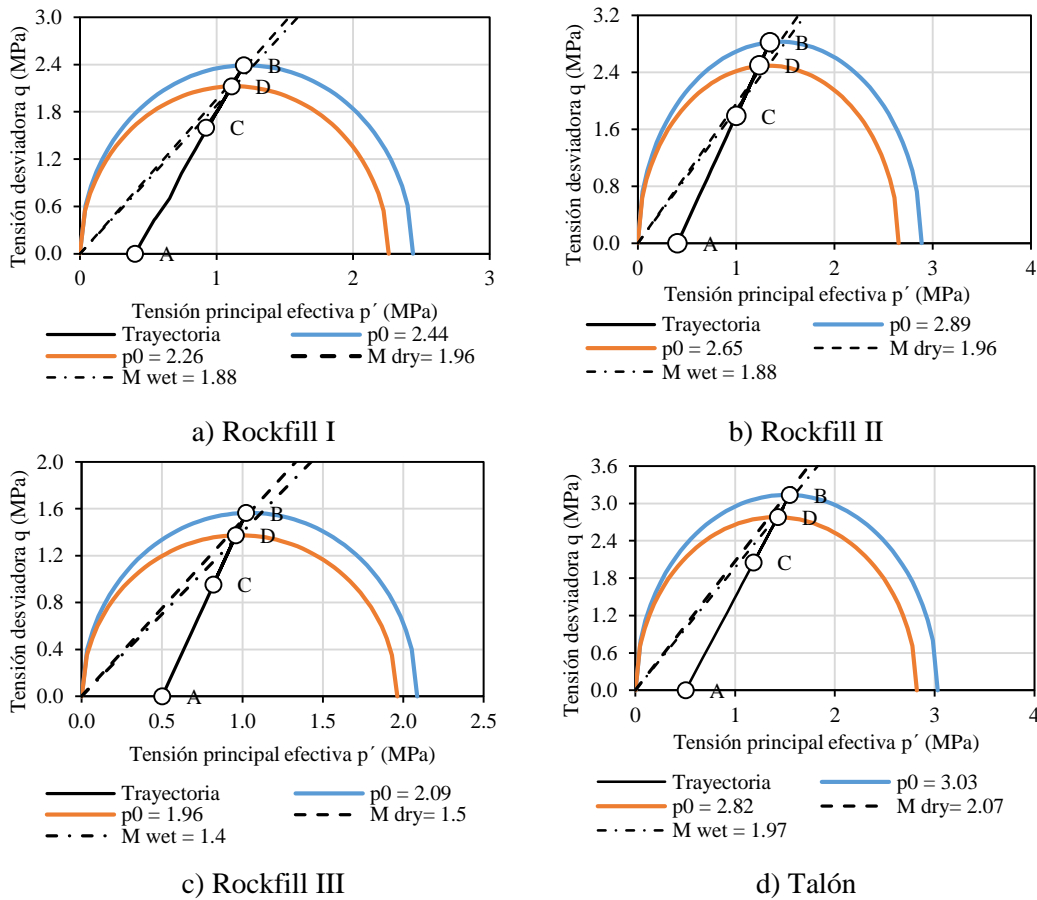 Tensión desviadora q (MPa)
2.4
1.8
1.2
0.6
0.0
B
D
C
A
0
1
2
3
Tensión principal efectiva p´ (MPa)
Trayectoria
p0 = 2.44
p0 = 2.26
M dry= 1.96
M wet = 1.88
a) Rockfill I
Tensión desviadora q (MPa)
3.2
2.4
1.6
0.8
0.0
B
D
C
A
0
1
2
3
4
Tensión principal efectiva p´ (MPa)
Trayectoria
p0 = 2.89
p0 = 2.65
M dry= 1.96
M wet = 1.88
b) Rockfill II
Tensión desviadora q (MPa)
2.0
1.6
1.2
0.8
0.4
0.0
B
D
C
A
0.0
0.5
1.0
1.5
2.0
2.5
Tensión principal efectiva p´ (MPa)
Trayectoria
p0 = 2.09
p0 = 1.96
M dry= 1.5
M wet = 1.4
c) Rockfill III
Tensión desviadora q (MPa)
3.6
3.0
2.4
1.8
1.2
0.6
0.0
B
D
C
A
0
1
2
3
4
Tensión principal efectiva p´ (MPa)
Trayectoria
p0 = 3.03
p0 = 2.82
M dry= 2.07
M wet = 1.97
d) Talón